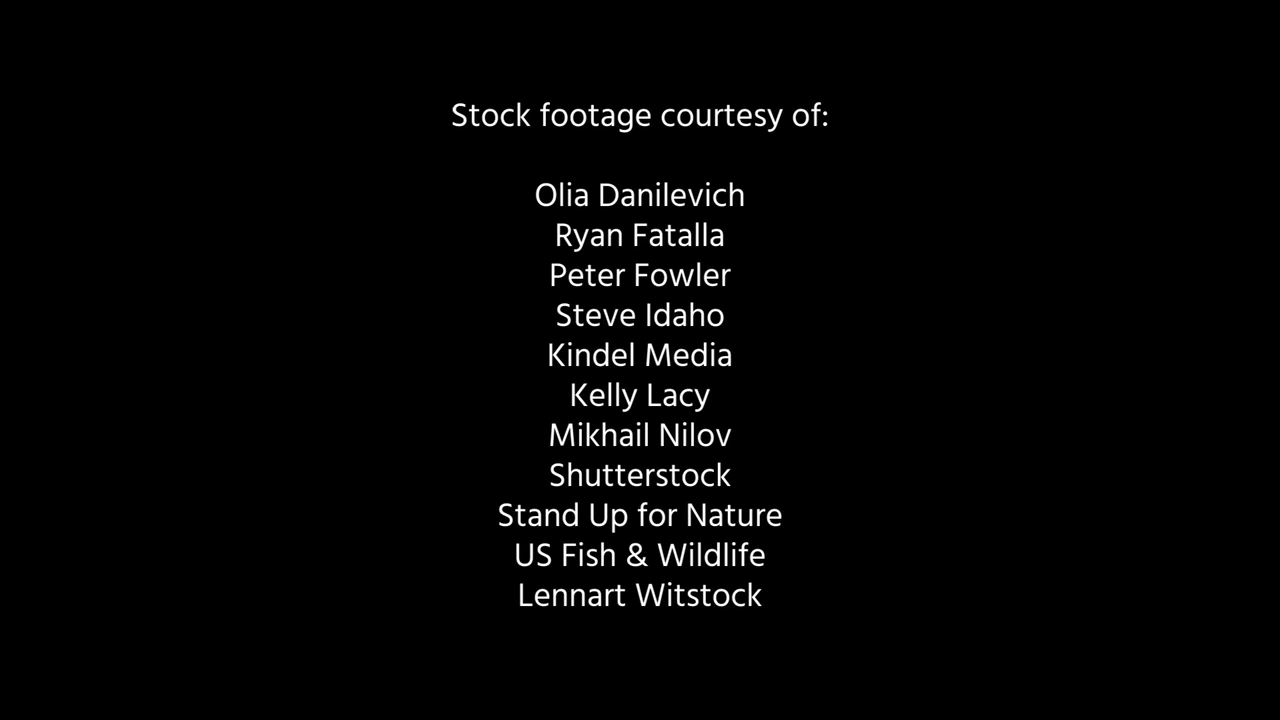 Stock footage courtesy of:
Olia Danilevich
Ryan Fatalla
Peter Fowler
Steve Idaho
Kindel Media
Kelly Lacy
Mikhail Nilov
Shutterstock
Stand Up for Nature
US Fish & Wildlife
Lennart Witstock